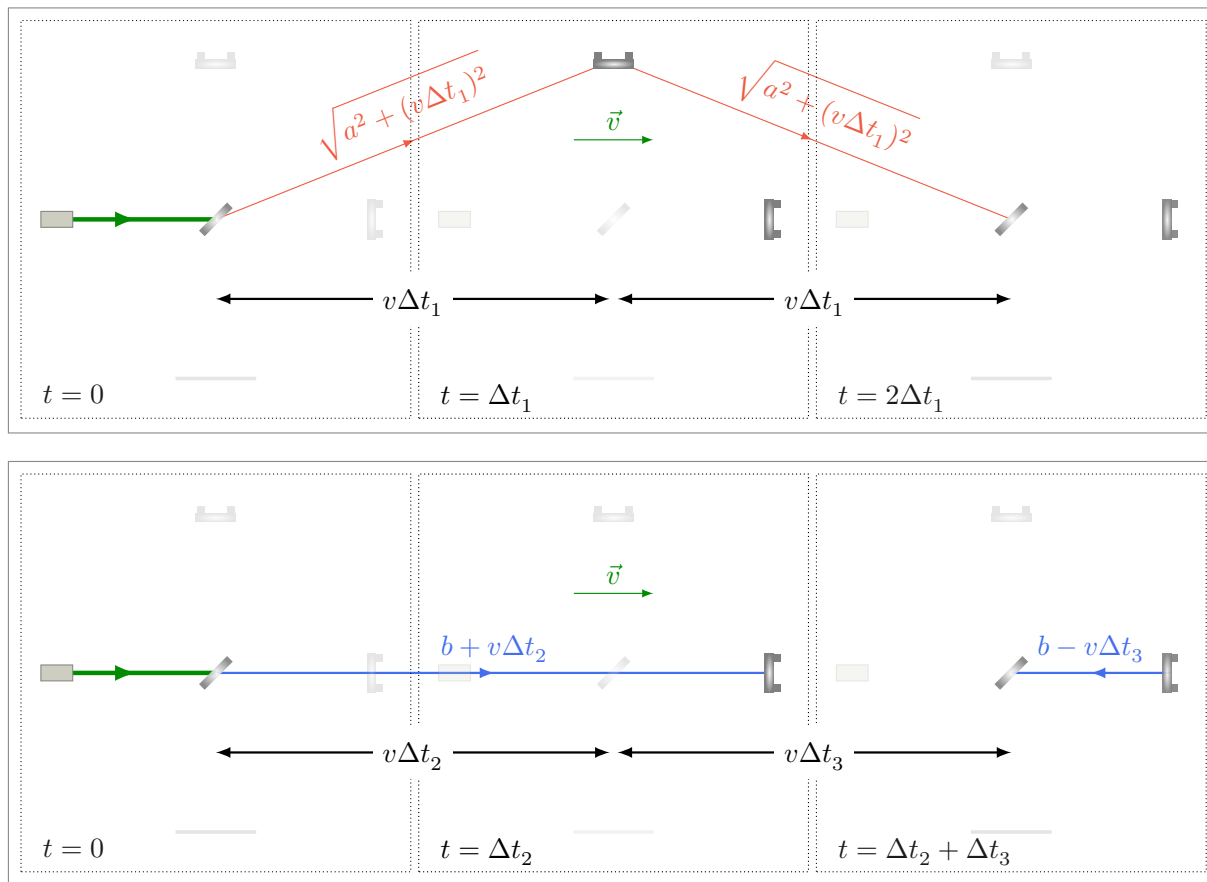 √(a² + (vΔt₁)²)
√(a² + (vΔt₁)²)
v⃗
vΔt₁
vΔt₁
t = 0
t = Δt₁
t = 2Δt₁
v⃗
b + vΔt₂
b − vΔt₃
vΔt₂
vΔt₃
t = 0
t = Δt₂
t = Δt₂ + Δt₃